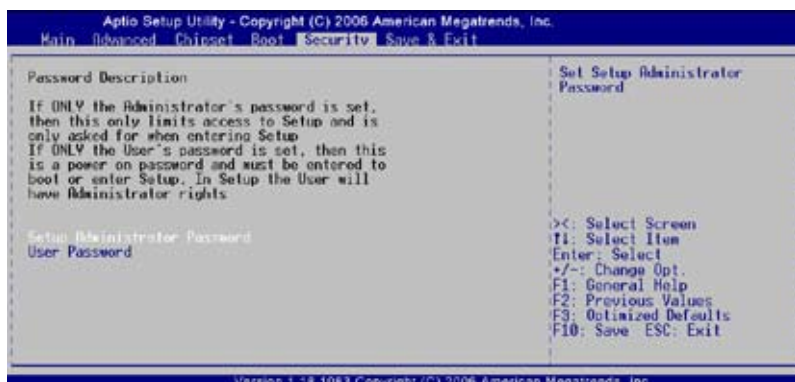 Aptio Setup Utility - Copyright (C) 2006 American Megatrends, Inc.
Main Advanced Chipset Boot Security Save & Exit
Password Description
If ONLY the Administrator's password is set,
then this only limits access to Setup and is
only asked for when entering Setup
If ONLY the User's password is set, then this
is a power on password and must be entered to
boot or enter Setup. In Setup the User will
have Administrator rights
Setup Administrator Password
User Password
Set Setup Administrator
Password
><: Select Screen
↑↓: Select Item
Enter: Select
+/-: Change Opt.
F1: General Help
F2: Previous Values
F3: Optimized Defaults
F10: Save ESC: Exit
Version 1.18.1083 Copyright (C) 2006 American Megatrends, Inc.